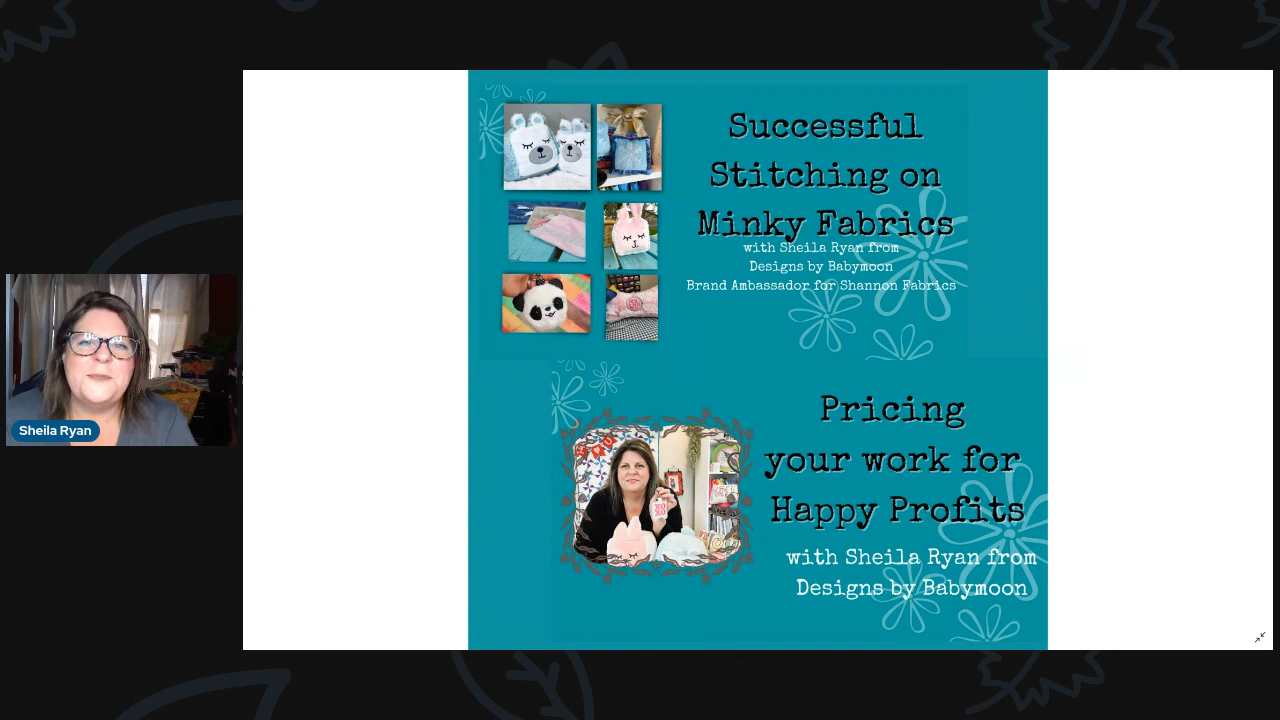 Successful
Stitching on
Minky Fabrics
with Sheila Ryan from
Designs by Babymoon
Brand Ambassador for Shannon Fabrics
Sheila Ryan
Pricing
your work for
Happy Profits
with Sheila Ryan from
Designs by Babymoon